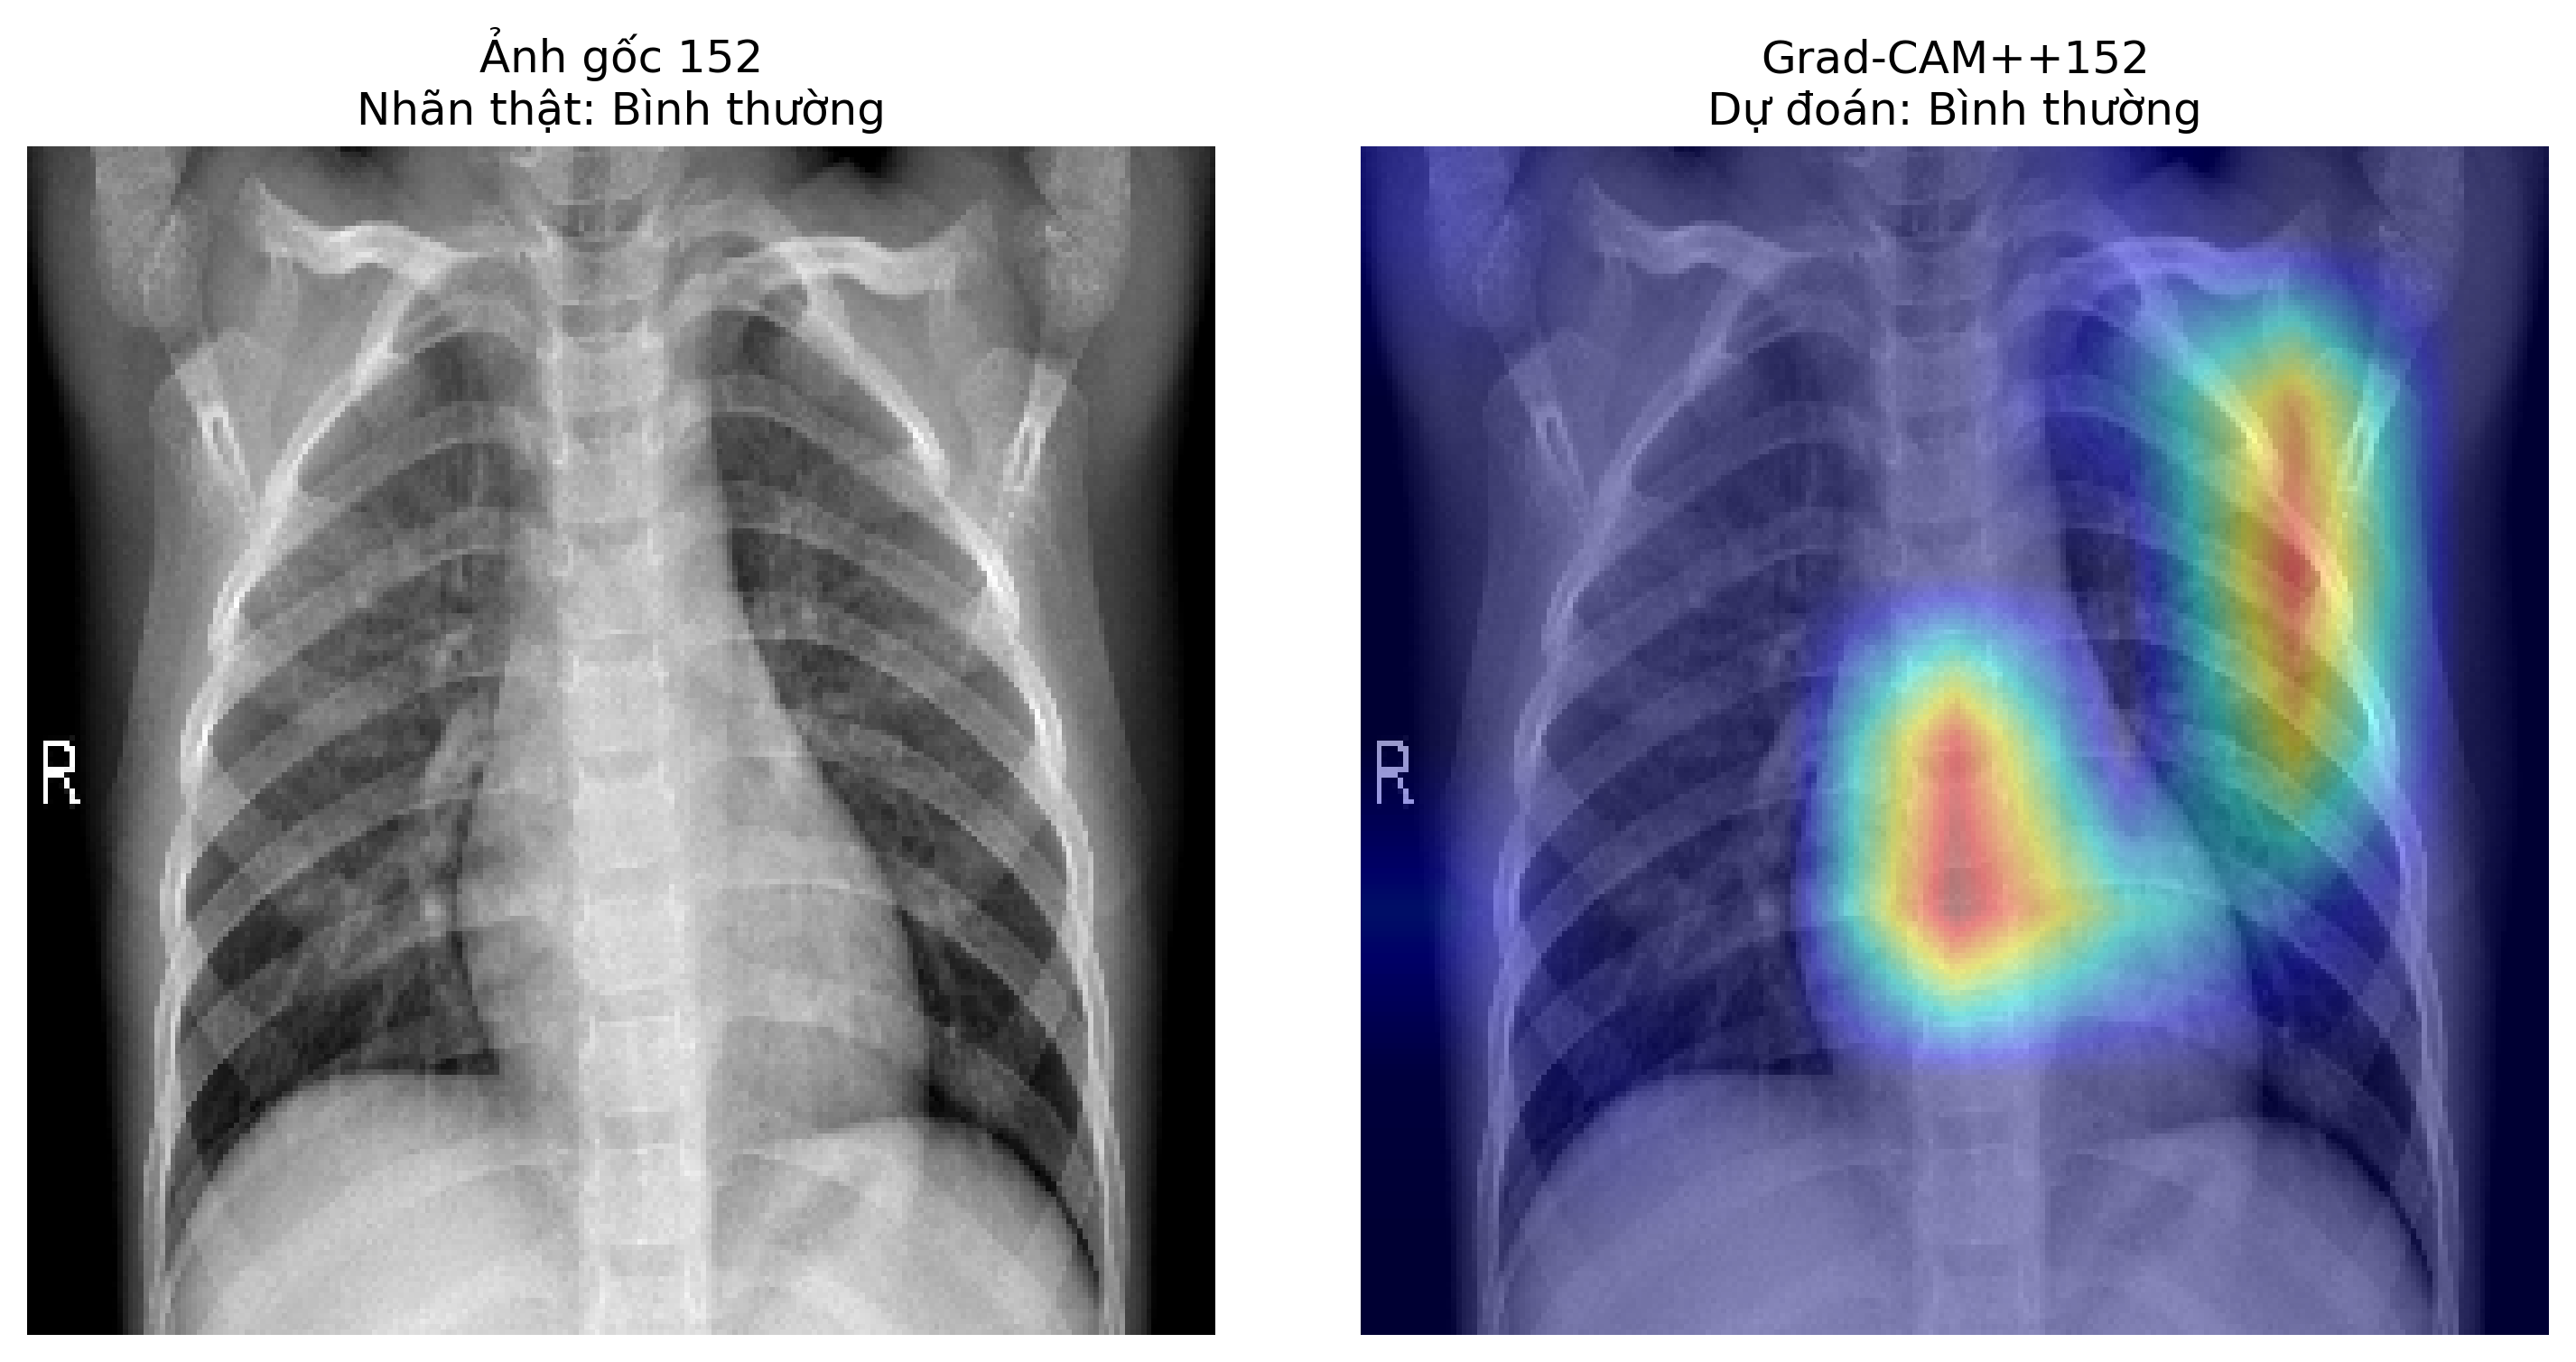 Ảnh gốc 152
Nhãn thật: Bình thường
Grad-CAM++152
Dự đoán: Bình thường
R
R